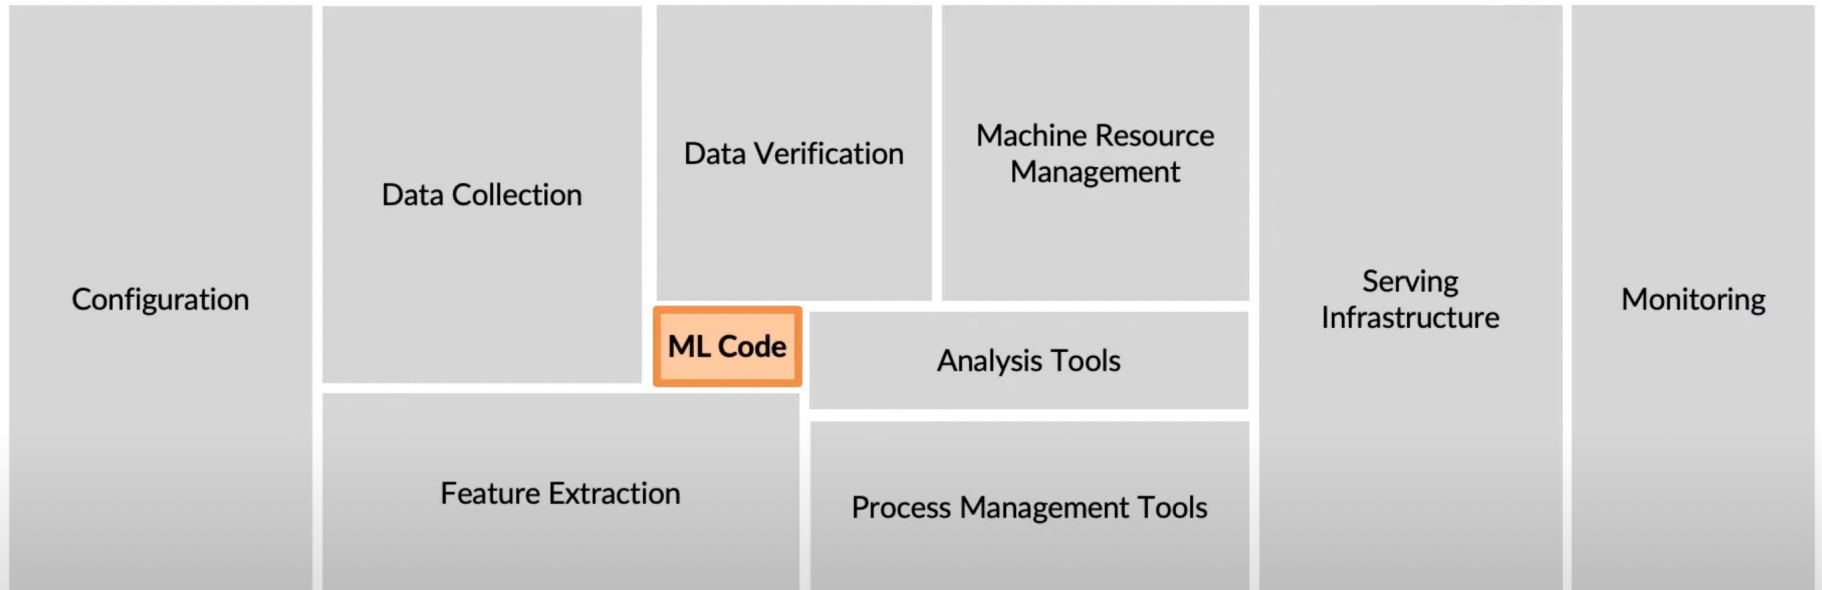 Configuration
Data Collection
Data Verification
Machine Resource
Management
ML Code
Analysis Tools
Feature Extraction
Process Management Tools
Serving
Infrastructure
Monitoring